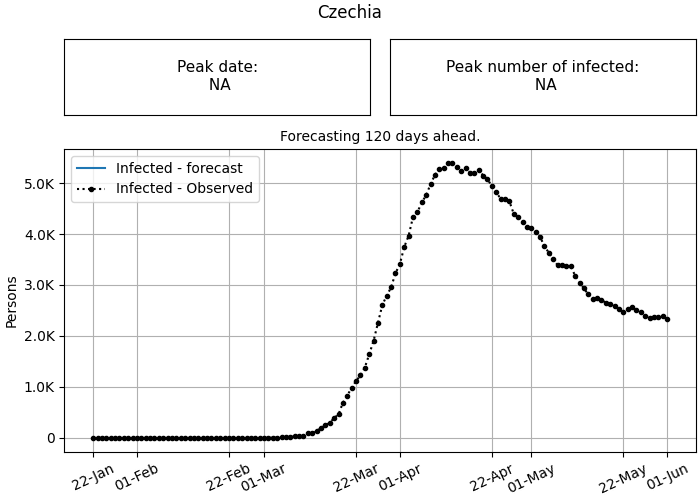 Czechia
Peak date:
NA
Peak number of infected:
NA
Forecasting 120 days ahead.
Infected - forecast
Infected - Observed
Persons
5.0K
4.0K
3.0K
2.0K
1.0K
0
22-Jan
01-Feb
22-Feb
01-Mar
22-Mar
01-Apr
22-Apr
01-May
22-May
01-Jun